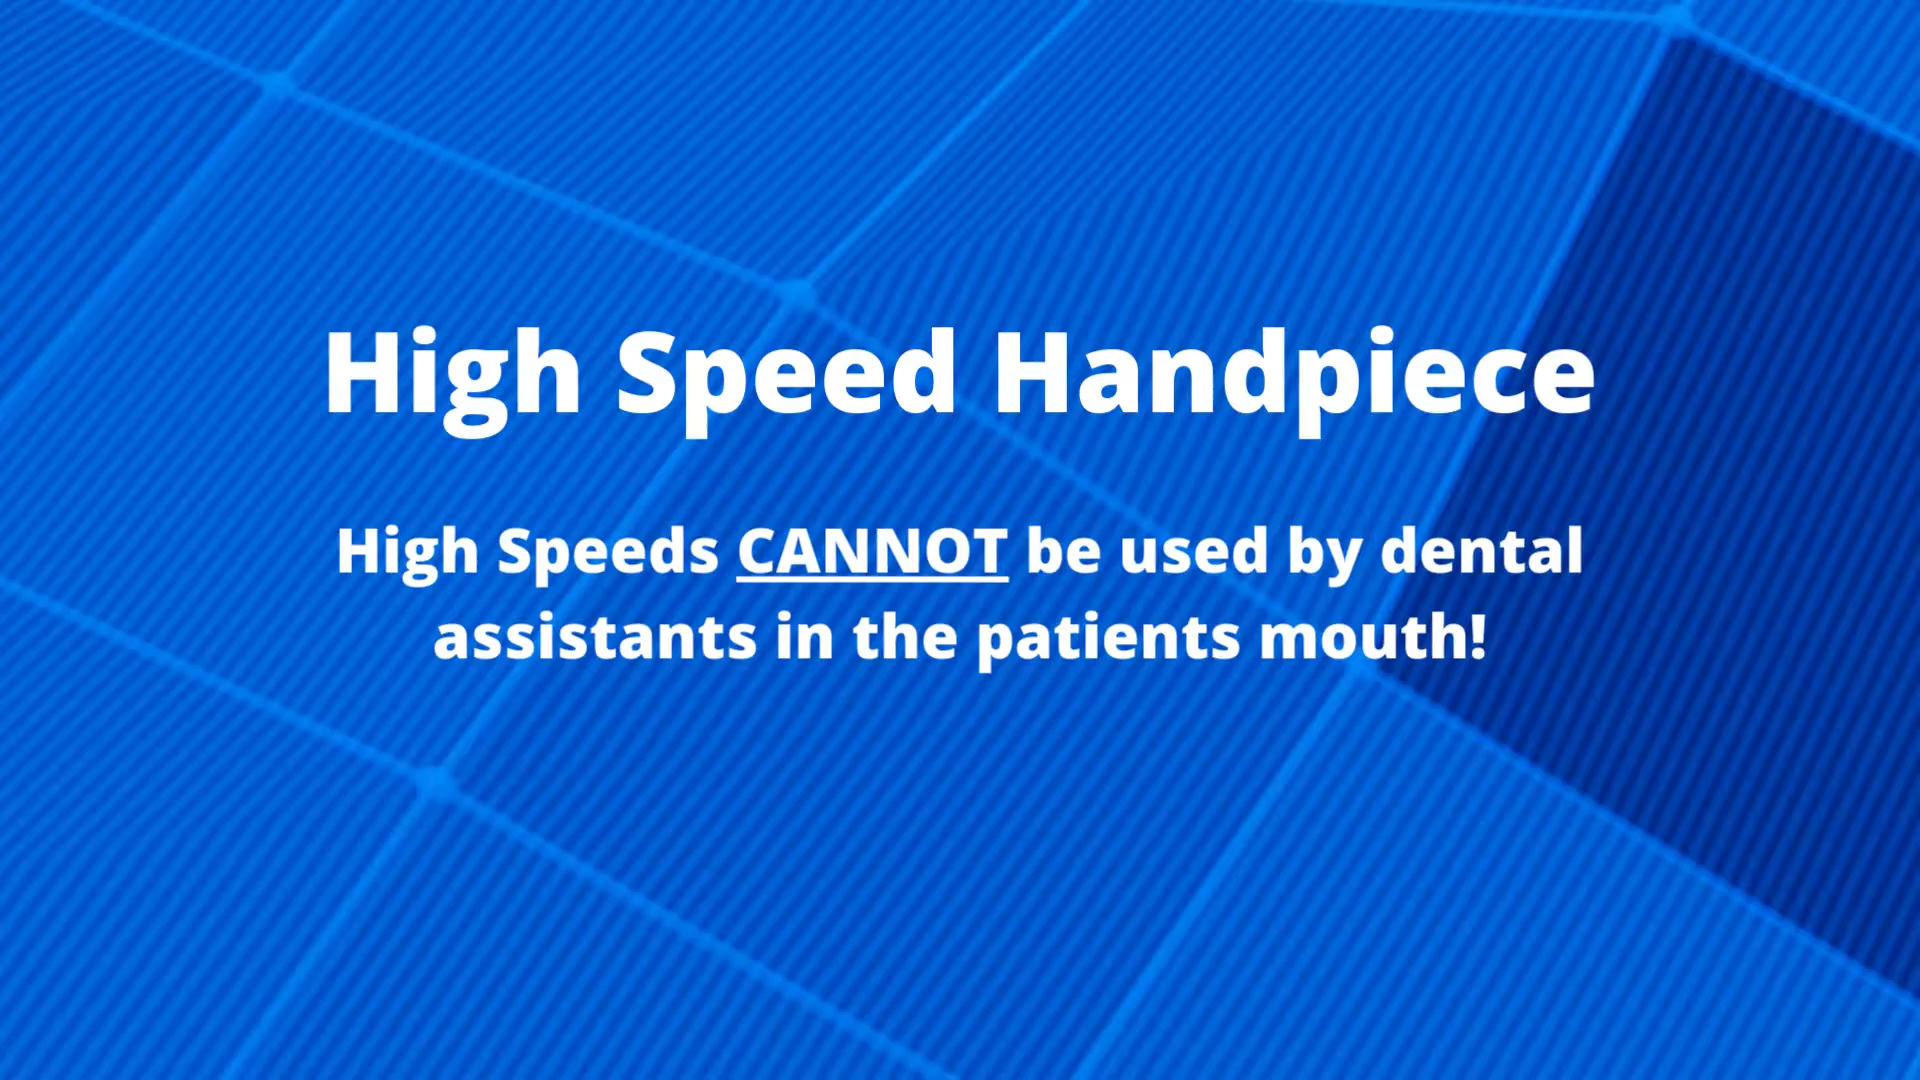 High Speed Handpiece
High Speeds CANNOT be used by dental
assistants in the patients mouth!